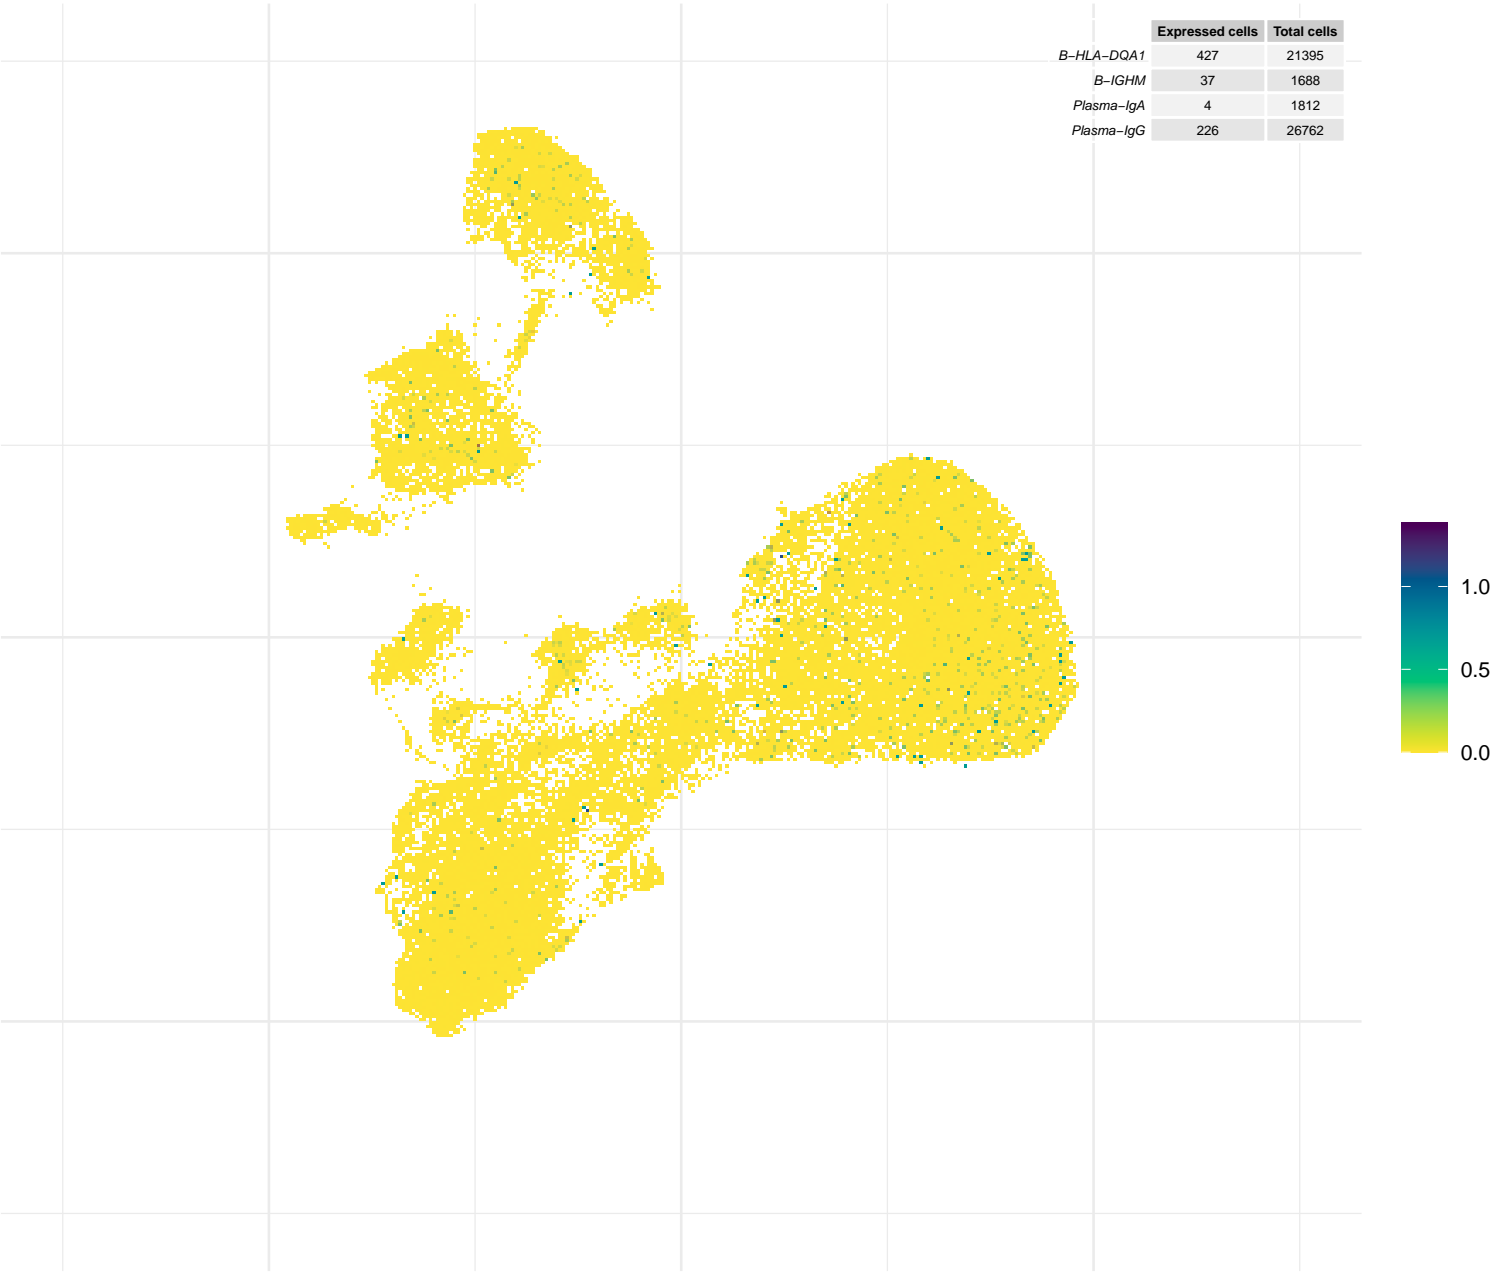 Expressed cells Total cells
B−HLA−DQA1 427 21395
B−IGHM 37 1688
Plasma−IgA 4 1812
Plasma−IgG 226 26762
1.0
0.5
0.0